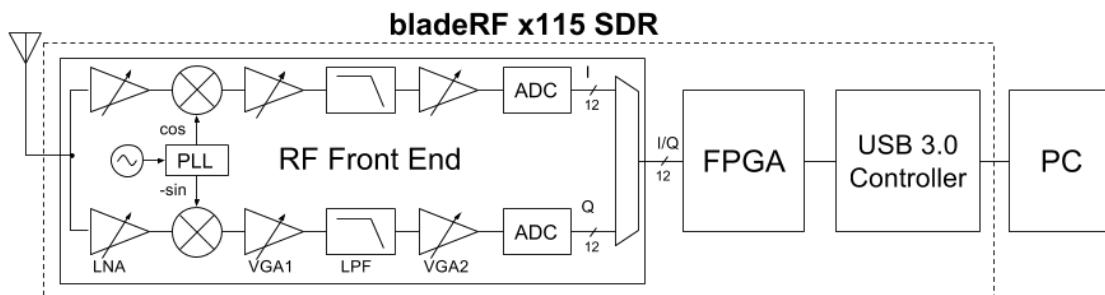 bladeRF x115 SDR
ADC
I
12
cos
PLL
-sin
RF Front End
I/Q
12
FPGA
USB 3.0
Controller
PC
Q
ADC
12
LNA
VGA1
LPF
VGA2